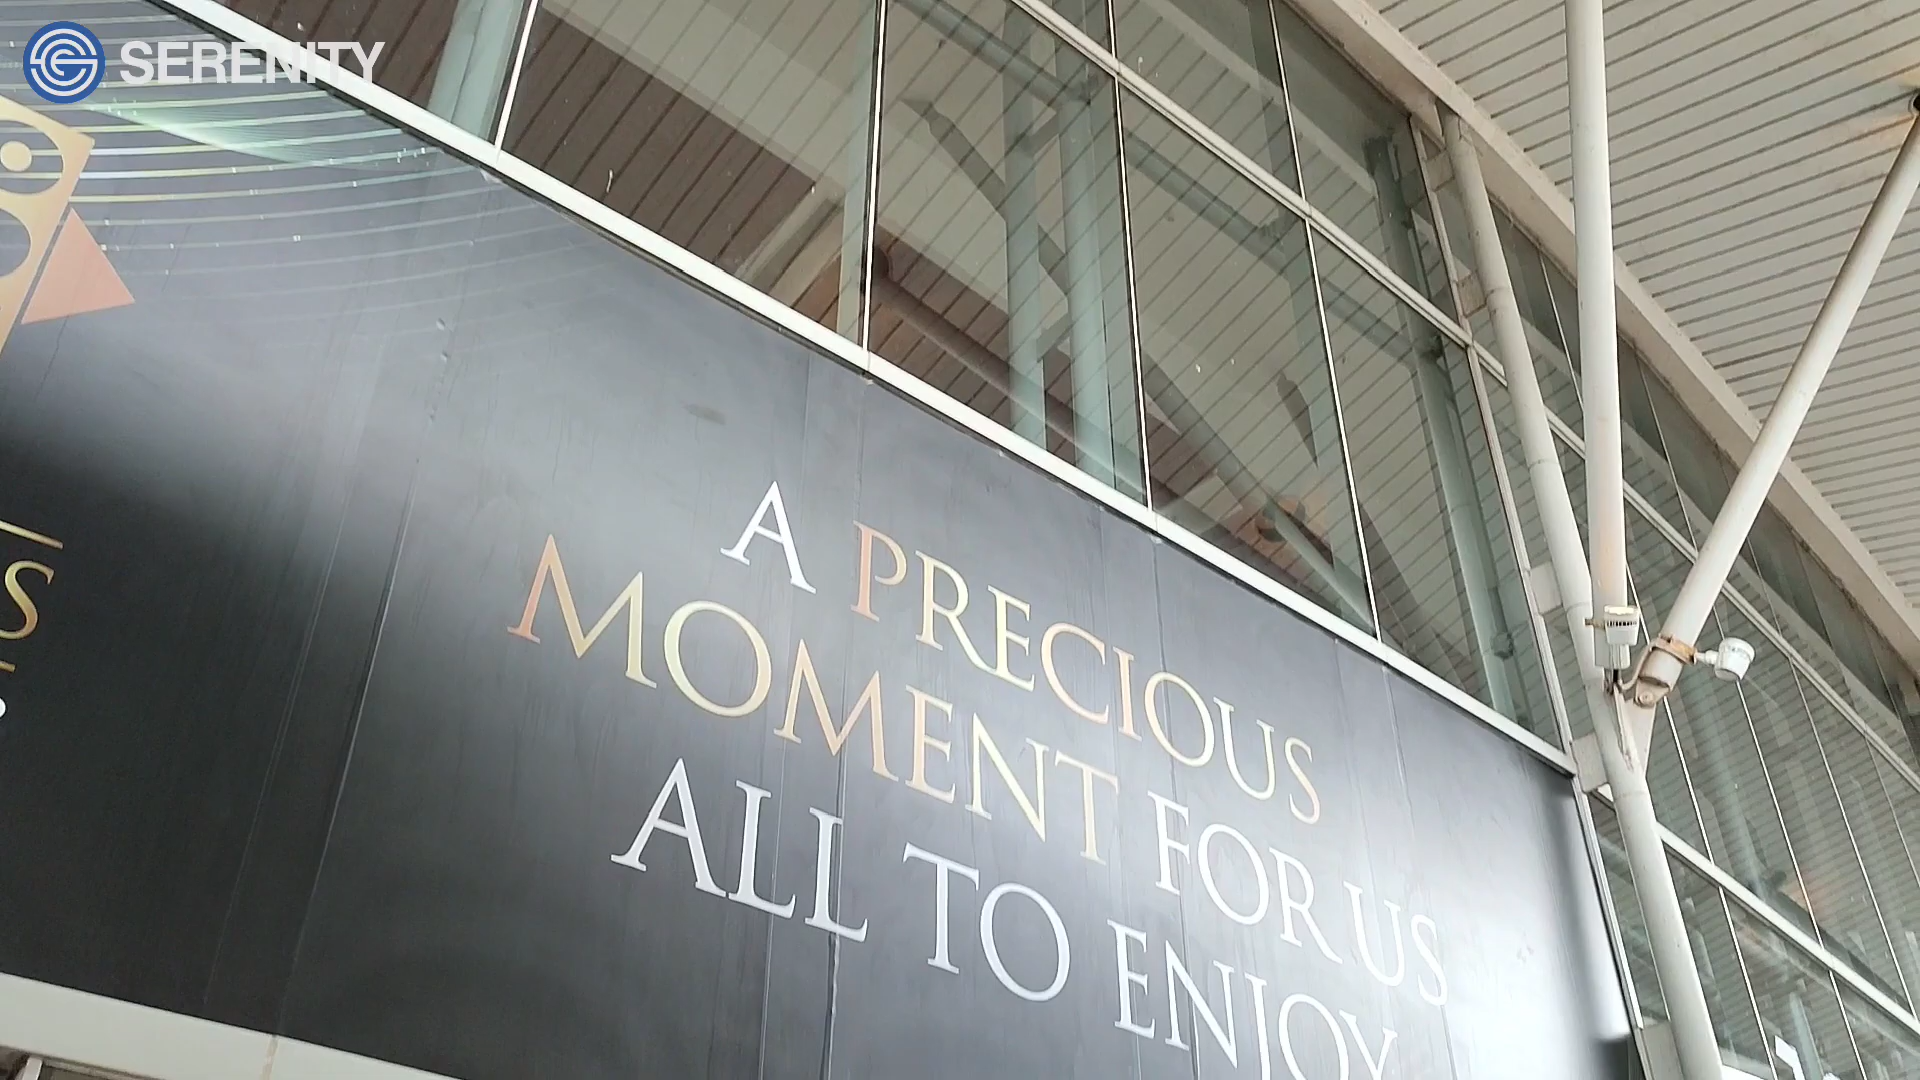 SERENITY
A PRECIOUS
MOMENT FOR US
ALL TO ENJOY
S